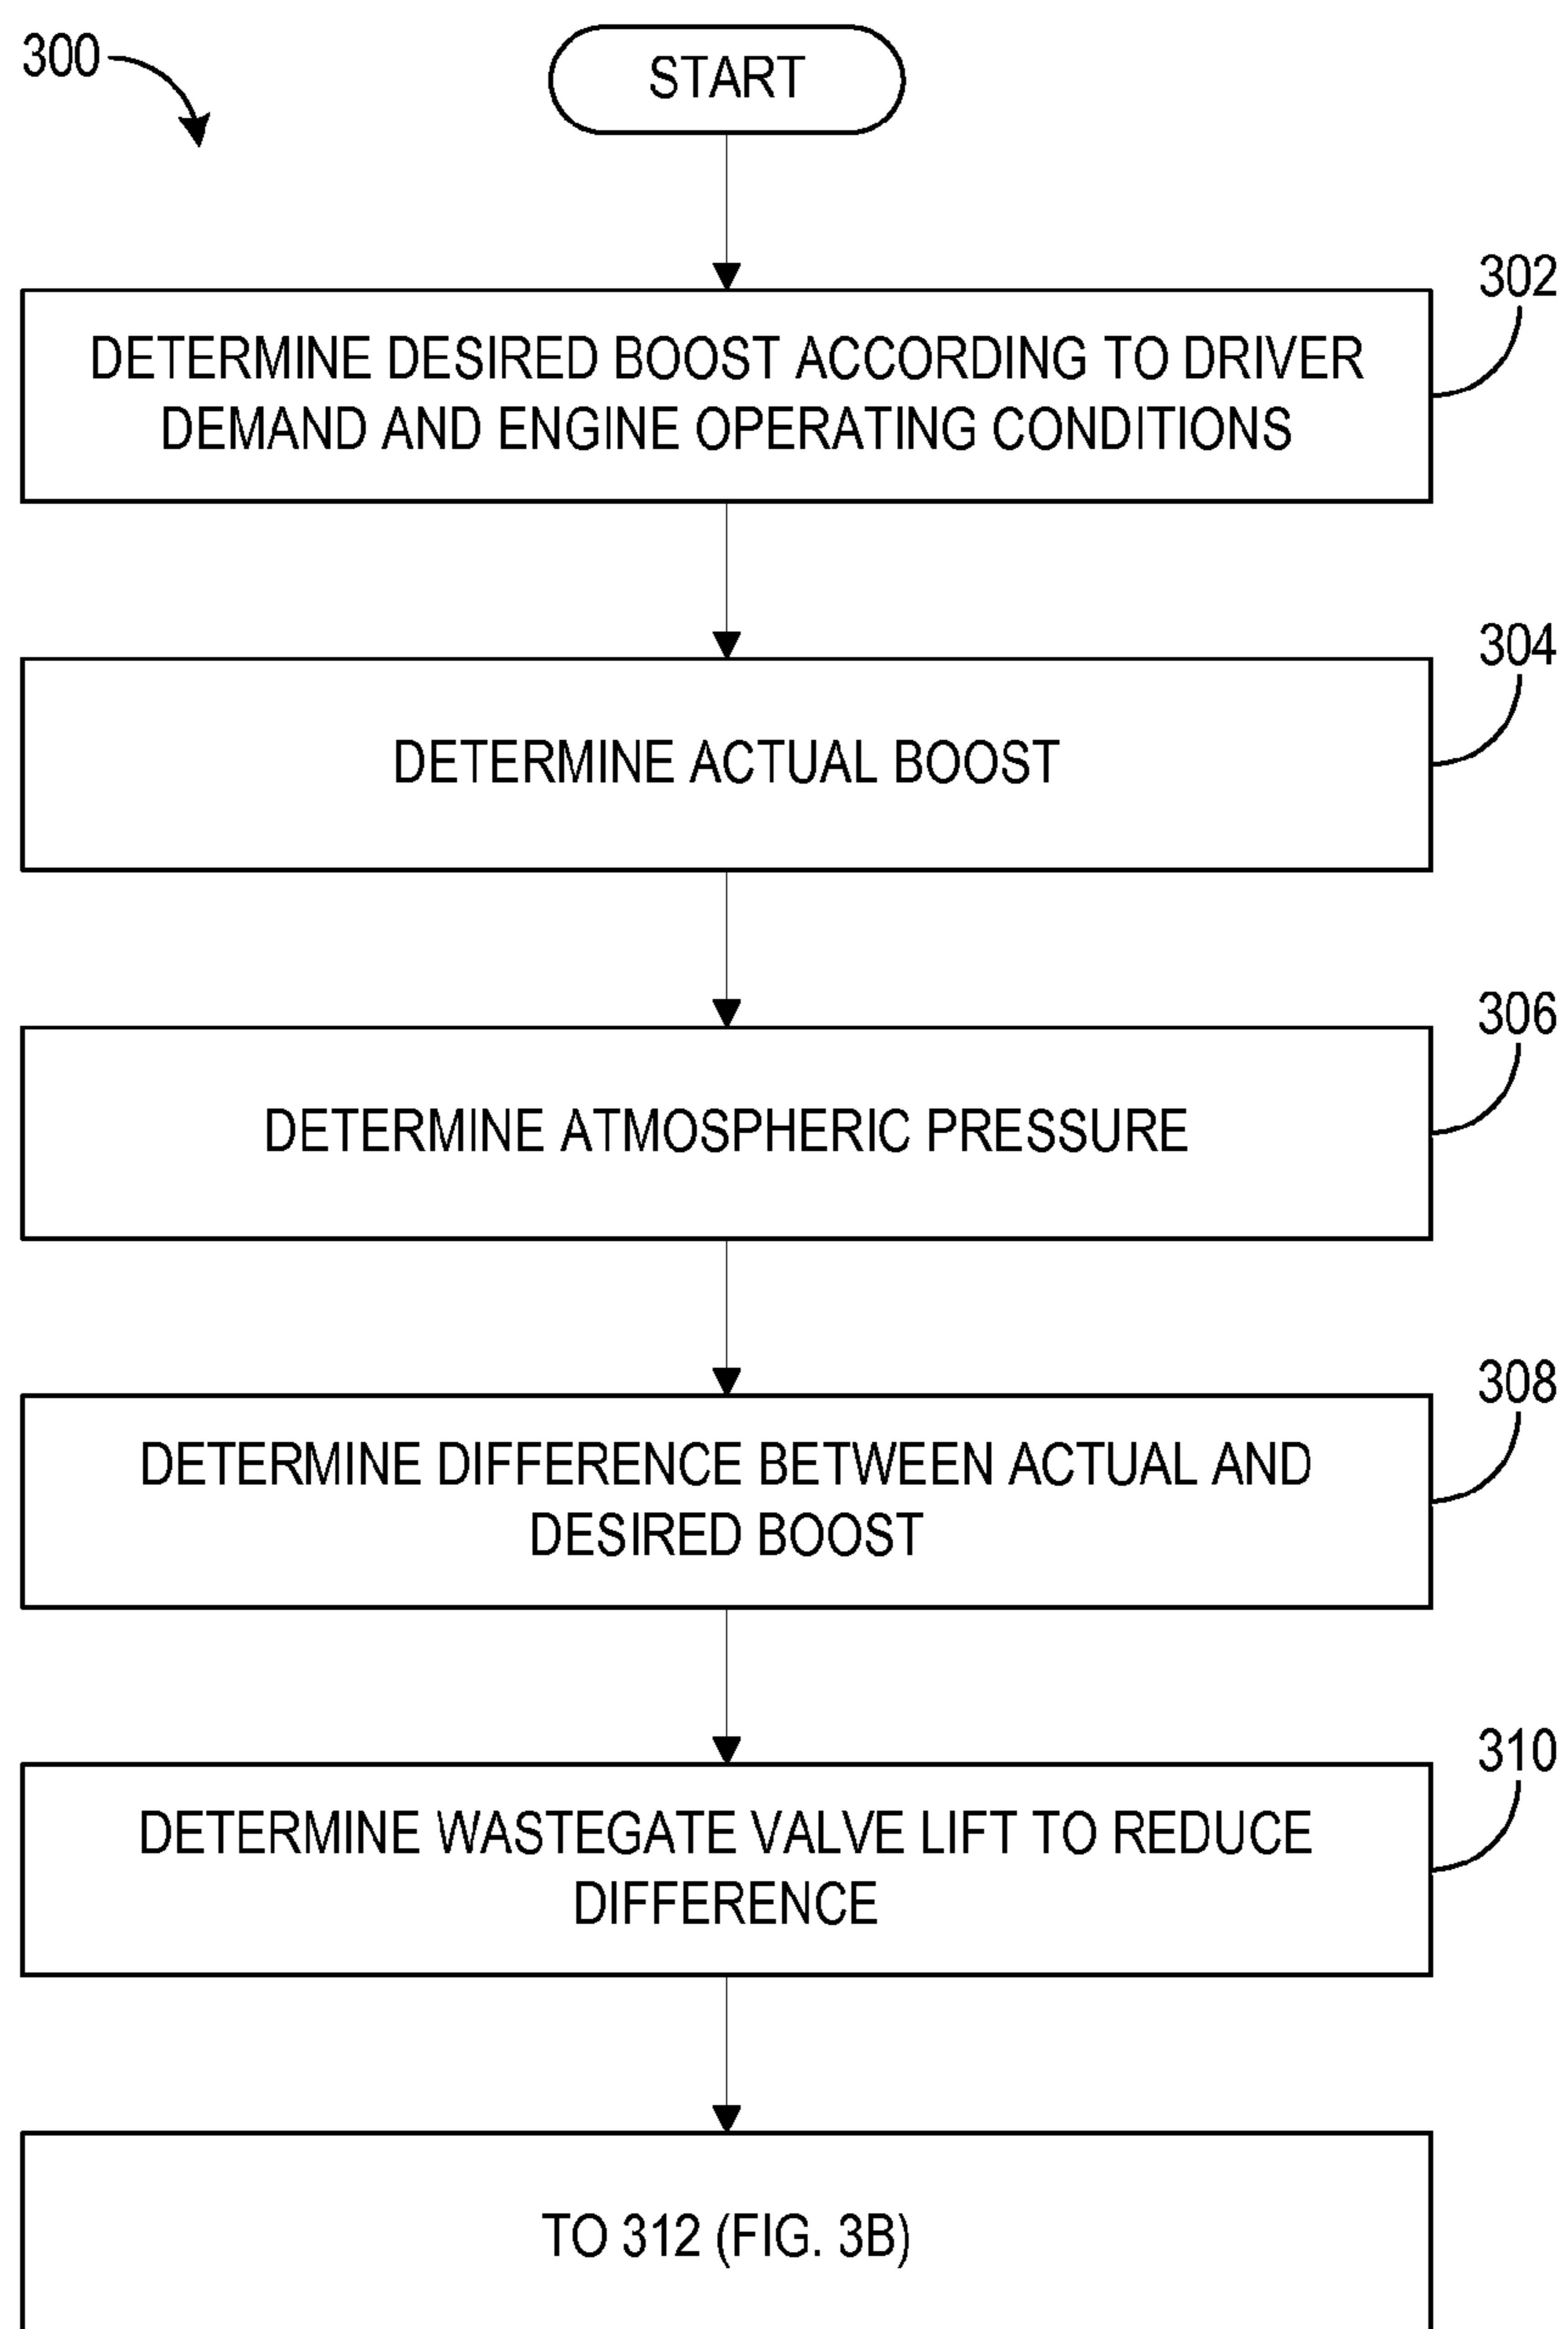 300
START
302
DETERMINE DESIRED BOOST ACCORDING TO DRIVER
DEMAND AND ENGINE OPERATING CONDITIONS
304
DETERMINE ACTUAL BOOST
306
DETERMINE ATMOSPHERIC PRESSURE
308
DETERMINE DIFFERENCE BETWEEN ACTUAL AND
DESIRED BOOST
310
DETERMINE WASTEGATE VALVE LIFT TO REDUCE
DIFFERENCE
TO 312 (FIG. 3B)